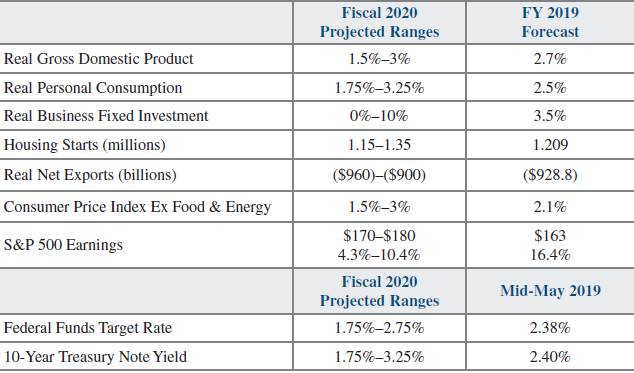 Fiscal 2020 Projected Ranges FY 2019 Forecast
Real Gross Domestic Product 1.5%–3% 2.7%
Real Personal Consumption 1.75%–3.25% 2.5%
Real Business Fixed Investment 0%–10% 3.5%
Housing Starts (millions) 1.15–1.35 1.209
Real Net Exports (billions) ($960)–($900) ($928.8)
Consumer Price Index Ex Food & Energy 1.5%–3% 2.1%
S&P 500 Earnings $170–$180 4.3%–10.4% $163 16.4%
Fiscal 2020 Projected Ranges Mid-May 2019
Federal Funds Target Rate 1.75%–2.75% 2.38%
10-Year Treasury Note Yield 1.75%–3.25% 2.40%